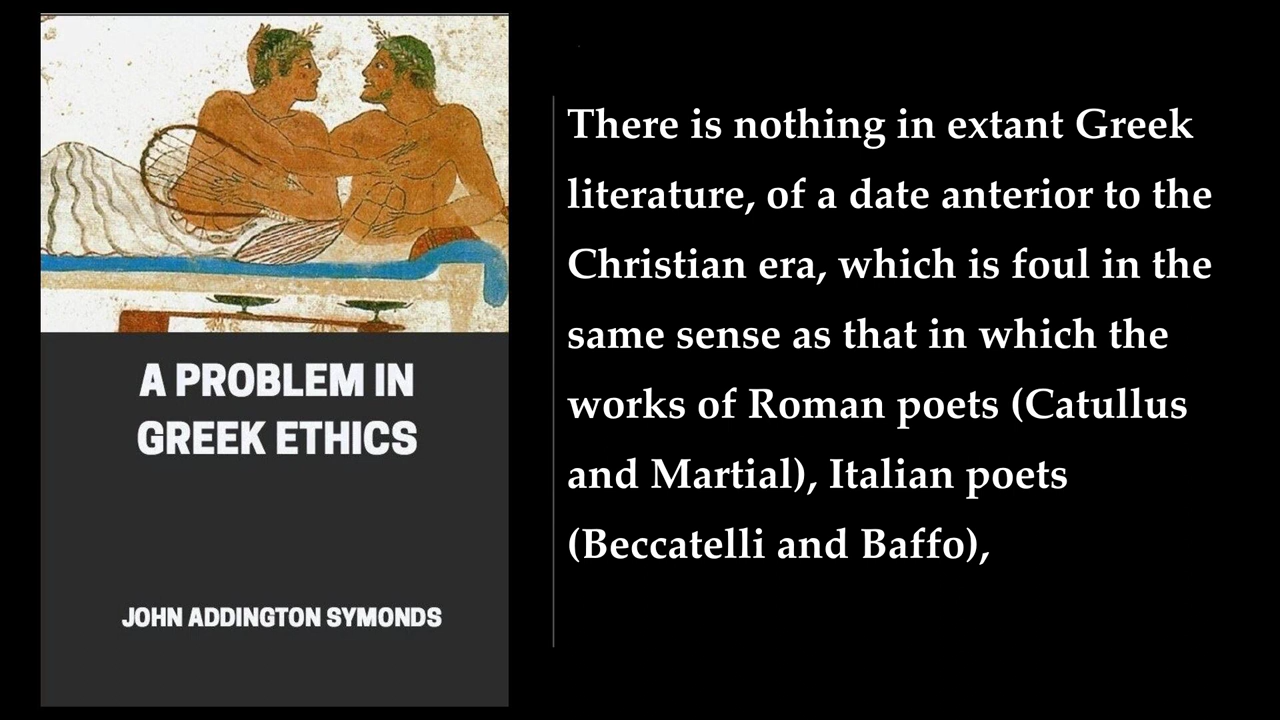 A PROBLEM IN
GREEK ETHICS
JOHN ADDINGTON SYMONDS
There is nothing in extant Greek
literature, of a date anterior to the
Christian era, which is foul in the
same sense as that in which the
works of Roman poets (Catullus
and Martial), Italian poets
(Beccatelli and Baffo),